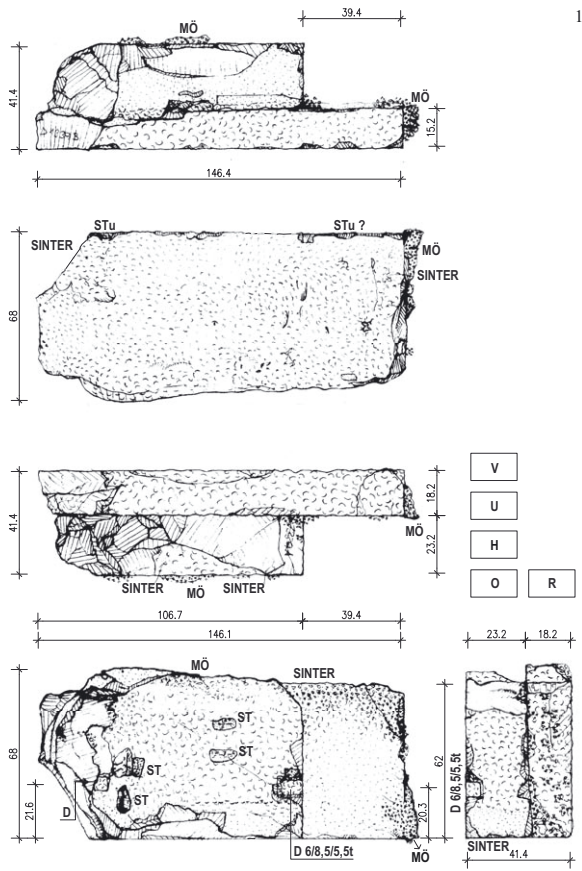 1
39.4
MÖ
41.4
MÖ
15.2
146.4
STu
STu ?
SINTER
MÖ
SINTER
68
V
U
H
O
R
41.4
18.2
23.2
MÖ
SINTER
MÖ
SINTER
106.7
39.4
146.1
23.2
18.2
MÖ
SINTER
68
21.6
ST
ST
ST
ST
D
D 6/8,5/5,5t
20.3
MÖ
62
D 6/8,5/5,5t
SINTER
41.4